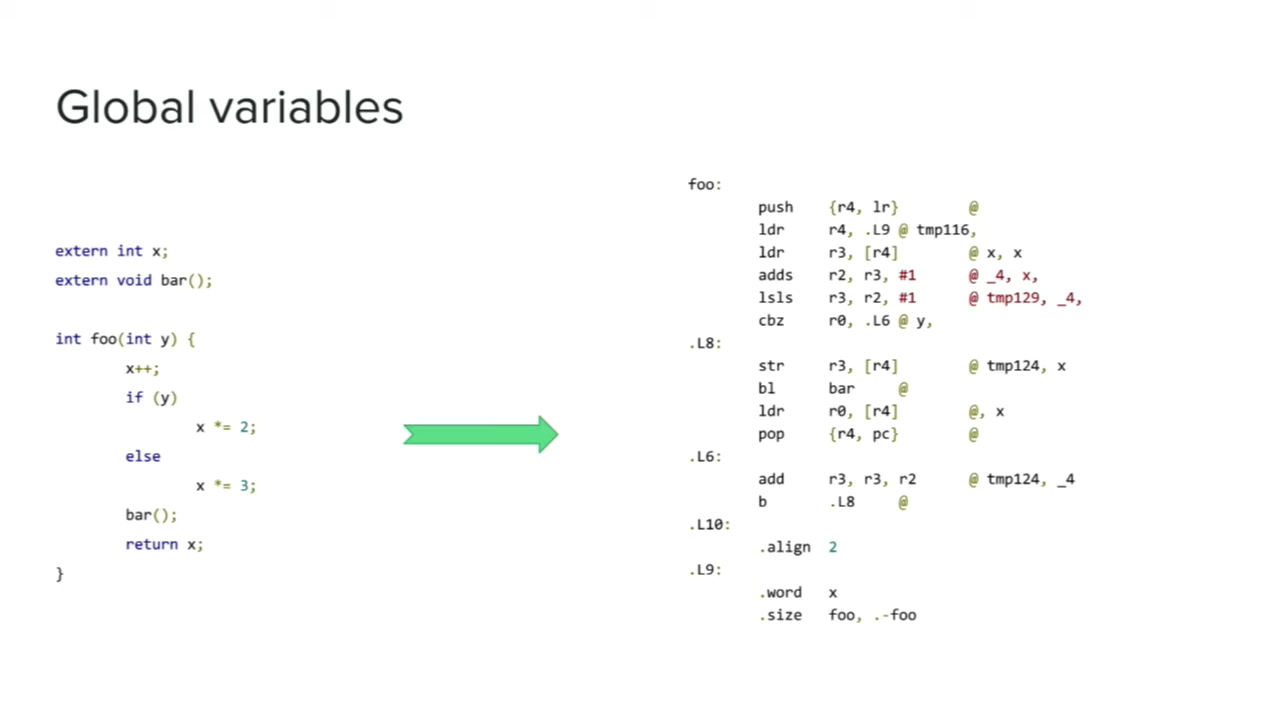 Global variables
extern int x;
extern void bar();
int foo(int y) {
x++;
if (y)
x *= 2;
else
x *= 3;
bar();
return x;
}
foo:
push {r4, lr} @
ldr r4, .L9 @ tmp116,
ldr r3, [r4] @ x, x
adds r2, r3, #1 @ _4, x,
lsls r3, r2, #1 @ tmp129, _4,
cbz r0, .L6 @ y,
.L8:
str r3, [r4] @ tmp124, x
bl bar @
ldr r0, [r4] @, x
pop {r4, pc} @
.L6:
add r3, r3, r2 @ tmp124, _4
b .L8 @
.L10:
.align 2
.L9:
.word x
.size foo, .-foo